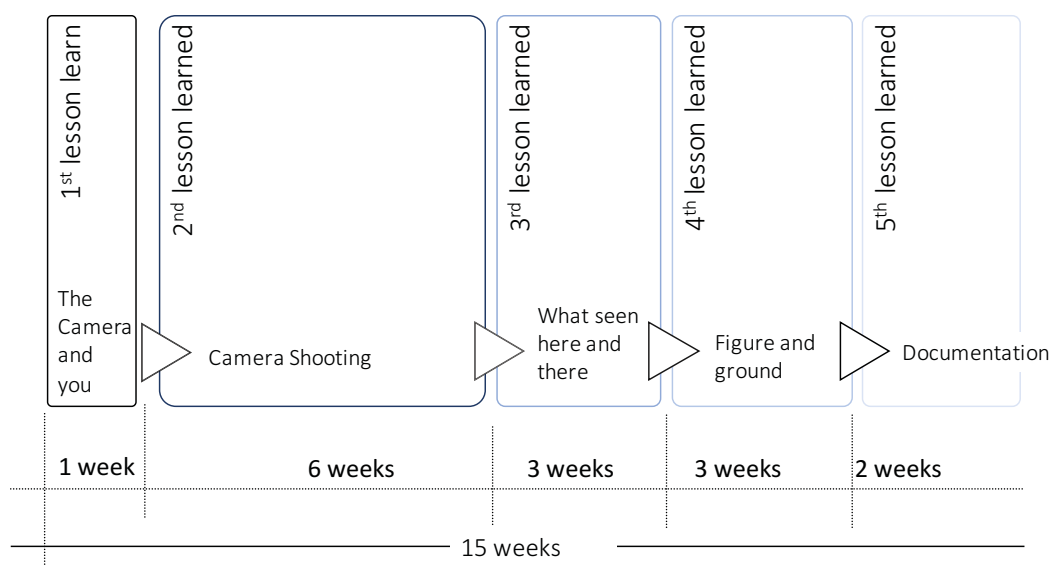 1st lesson learn
2nd lesson learned
3rd lesson learned
4th lesson learned
5th lesson learned
The
Camera
and
you
Camera Shooting
What seen
here and
there
Figure and
ground
Documentation
1 week
6 weeks
3 weeks
3 weeks
2 weeks
15 weeks